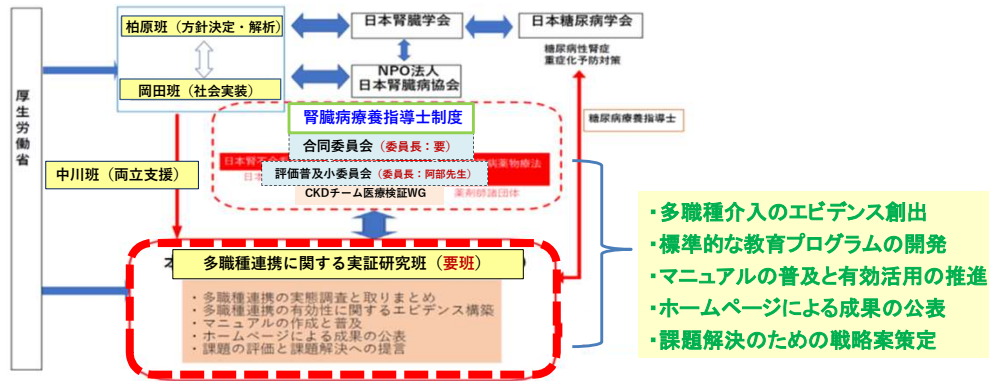 厚生労働省
柏原班（方針決定・解析）
岡田班（社会実装）
中川班（両立支援）
日本腎臓学会
日本糖尿病学会
NPO法人
日本腎臓病協会
糖尿病性腎症
重症化予防対策
糖尿病療養指導士
腎臓病療養指導士制度
合同委員会（委員長：要）
日本腎不全
病薬物療法
評価普及小委員会（委員長：阿部先生）
日本
薬剤師諸団体
CKDチーム医療検証WG
多職種連携に関する実証研究班（要班）
・多職種連携の実態調査と取りまとめ
・多職種連携の有効性に関するエビデンス構築
・マニュアルの作成と普及
・ホームページによる成果の公表
・課題の評価と課題解決への提言
・多職種介入のエビデンス創出
・標準的な教育プログラムの開発
・マニュアルの普及と有効活用の推進
・ホームページによる成果の公表
・課題解決のための戦略案策定